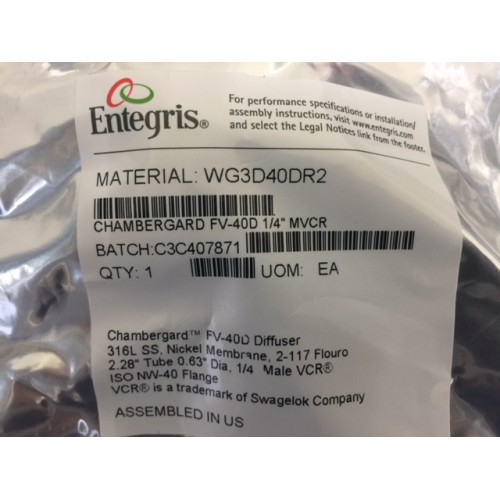 Entegris®
For performance specifications or installation/
assembly instructions, visit www.entegris.com
and select the Legal Notices link from the footer.
MATERIAL: WG3D40DR2
CHAMBERGARD FV-40D 1/4" MVCR
BATCH:C3C407871
QTY: 1 UOM: EA
Chambergard™ FV-40D Diffuser
316L SS, Nickel Membrane, 2-117 Flouro
2.28" Tube 0.63" Dia, 1/4 Male VCR®
ISO NW-40 Flange
VCR® is a trademark of Swagelok Company
ASSEMBLED IN US